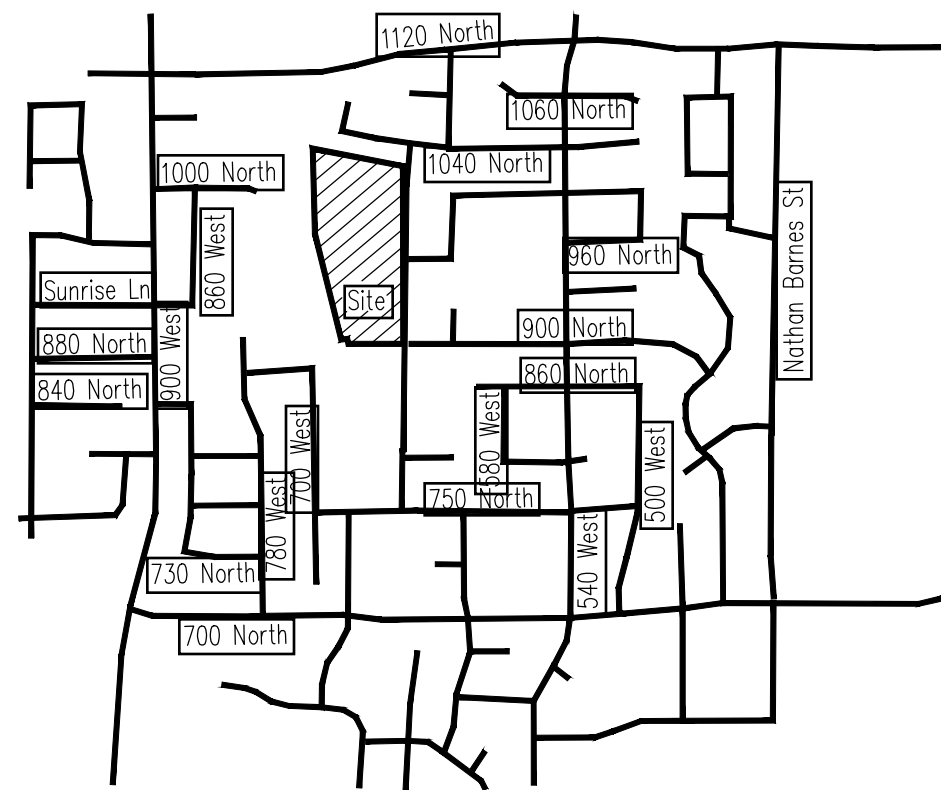 1120 North
1060 North
1040 North
1000 North
860 West
960 North
Nathan Barnes St
Sunrise Ln
Site
900 West
900 North
880 North
860 North
840 North
580 West
700 West
500 West
750 North
780 West
540 West
730 North
700 North